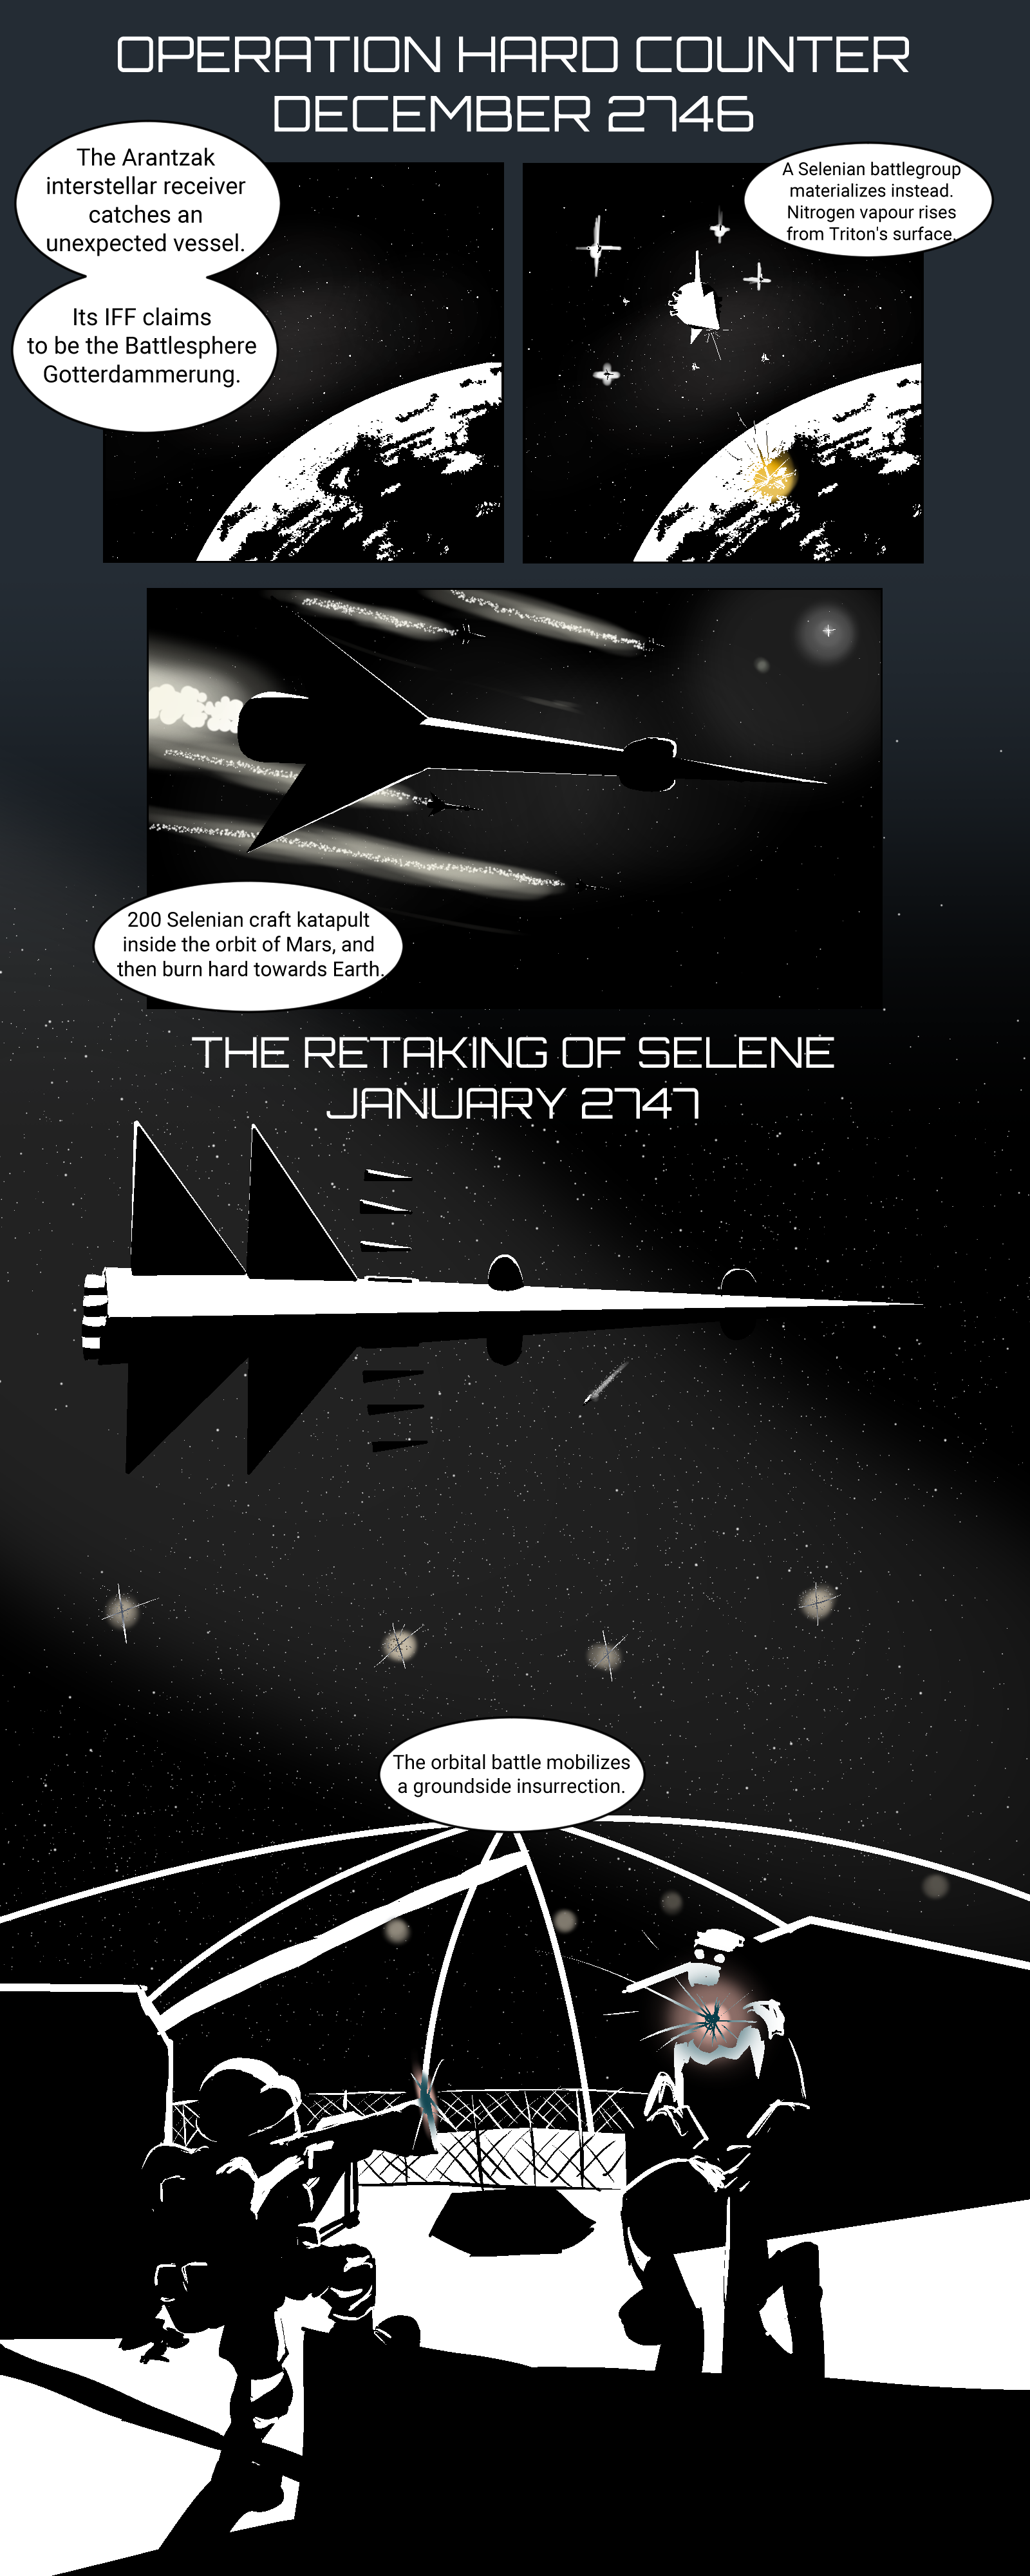 OPERATION HARD COUNTER
DECEMBER 2746
The Arantzak
interstellar receiver
catches an
unexpected vessel.
Its IFF claims
to be the Battlesphere
Gotterdammerung.
A Selenian battlegroup
materializes instead.
Nitrogen vapour rises
from Triton's surface.
200 Selenian craft katapult
inside the orbit of Mars, and
then burn hard towards Earth.
THE RETAKING OF SELENE
JANUARY 2747
The orbital battle mobilizes
a groundside insurrection.